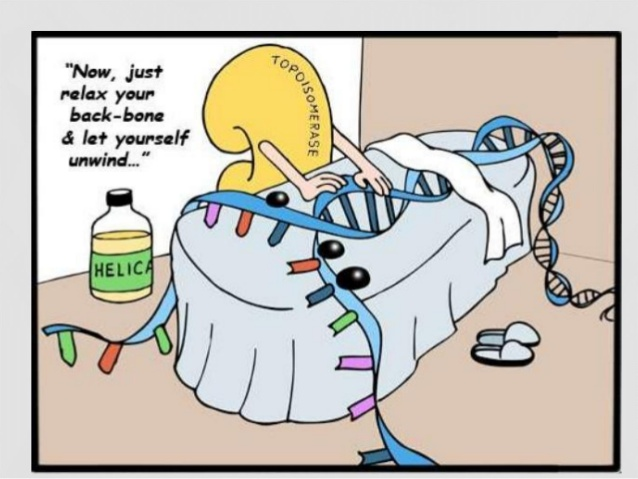 "Now, just
relax your
back-bone
& let yourself
unwind..."
TOPOISOMERASE
HELICA